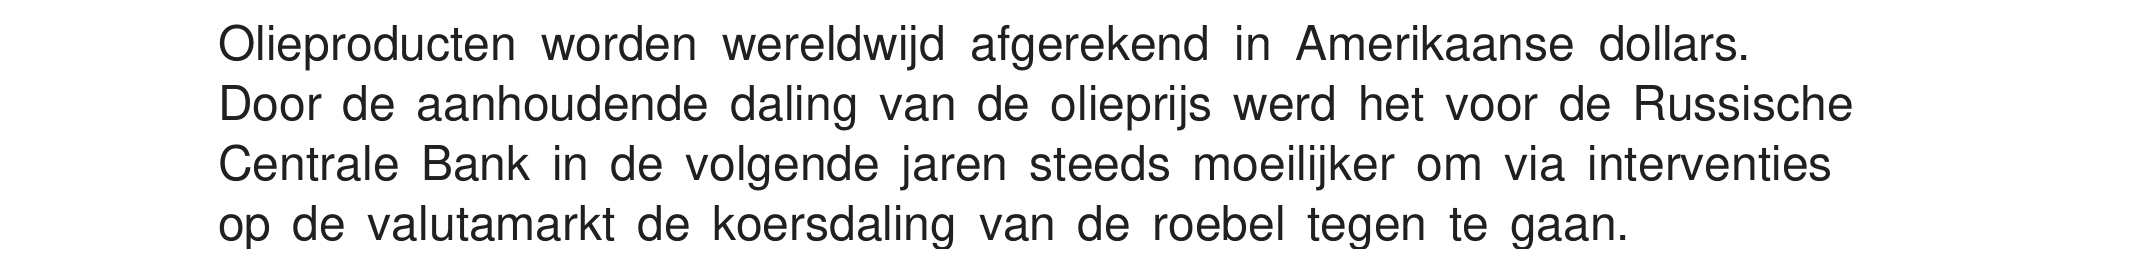 Olieproducten worden wereldwijd afgerekend in Amerikaanse dollars.
Door de aanhoudende daling van de olieprijs werd het voor de Russische
Centrale Bank in de volgende jaren steeds moeilijker om via interventies
op de valutamarkt de koersdaling van de roebel tegen te gaan.